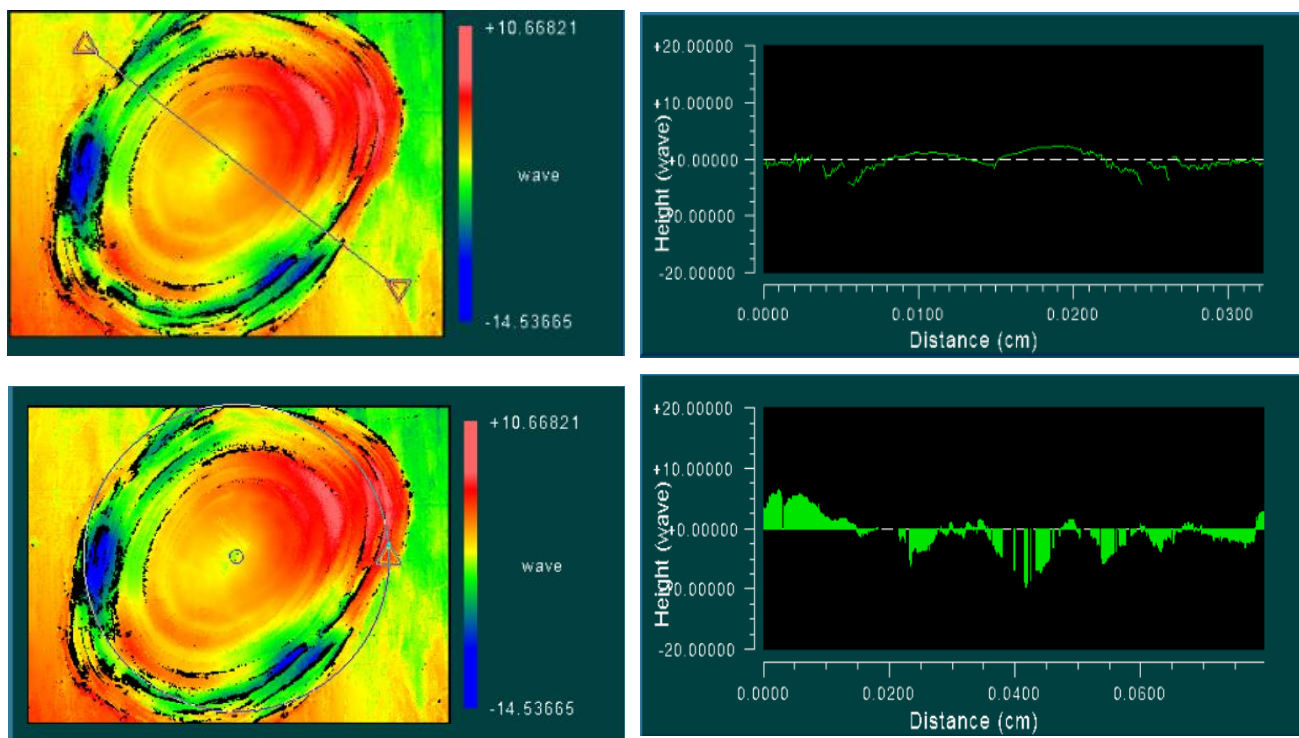 +10.66821
wave
-14.53665
+20.00000
+10.00000
+0.00000
-20.00000
Height (wave)
0.0000 0.0100 0.0200 0.0300
Distance (cm)
+10.66821
wave
-14.53665
+20.00000
+10.00000
+0.00000
-20.00000
Height (wave)
0.0000 0.0200 0.0400 0.0600
Distance (cm)